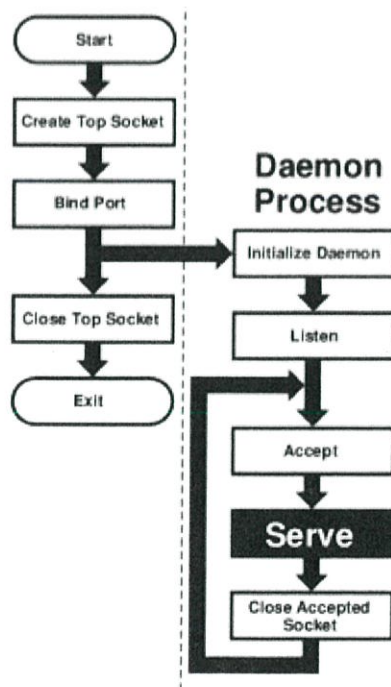 Start
Create Top Socket
Bind Port
Close Top Socket
Exit
Daemon
Process
Initialize Daemon
Listen
Accept
Serve
Close Accepted
Socket